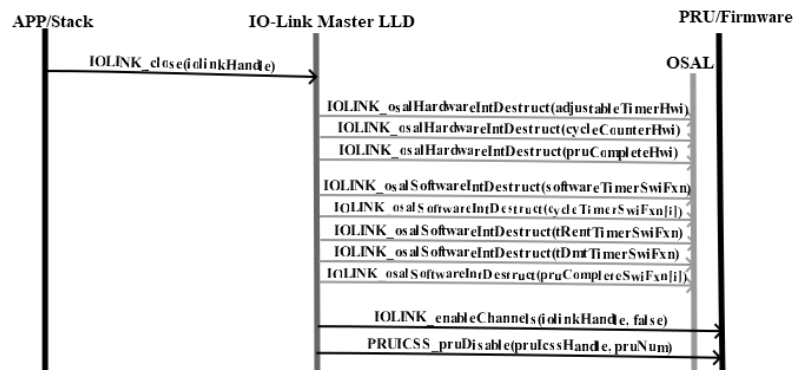 APP/Stack
IO-Link Master LLD
PRU/Firmware
OSAL
IOLINK_close(iolinkHandle)
IOLINK_osalHardwareIntDestruct(adjustableTimerHwi)
IOLINK_osalHardwareIntDestruct(cycleCounterHwi)
IOLINK_osalHardwareIntDestruct(pruCompleteHwi)
IOLINK_osalSoftwareIntDestruct(softwareTimerSwiFxn)
IOLINK_osalSoftwareIntDestruct(cycleTimerSwiFxn[i])
IOLINK_osalSoftwareIntDestruct(tRentTimerSwiFxn)
IOLINK_osalSoftwareIntDestruct(tDmtTimerSwiFxn)
IOLINK_osalSoftwareIntDestruct(pruCompleteSwiFxn[i])
IOLINK_enableChannels(iolinkHandle, false)
PRUICSS_pruDisable(pruIcssHandle, pruNum)